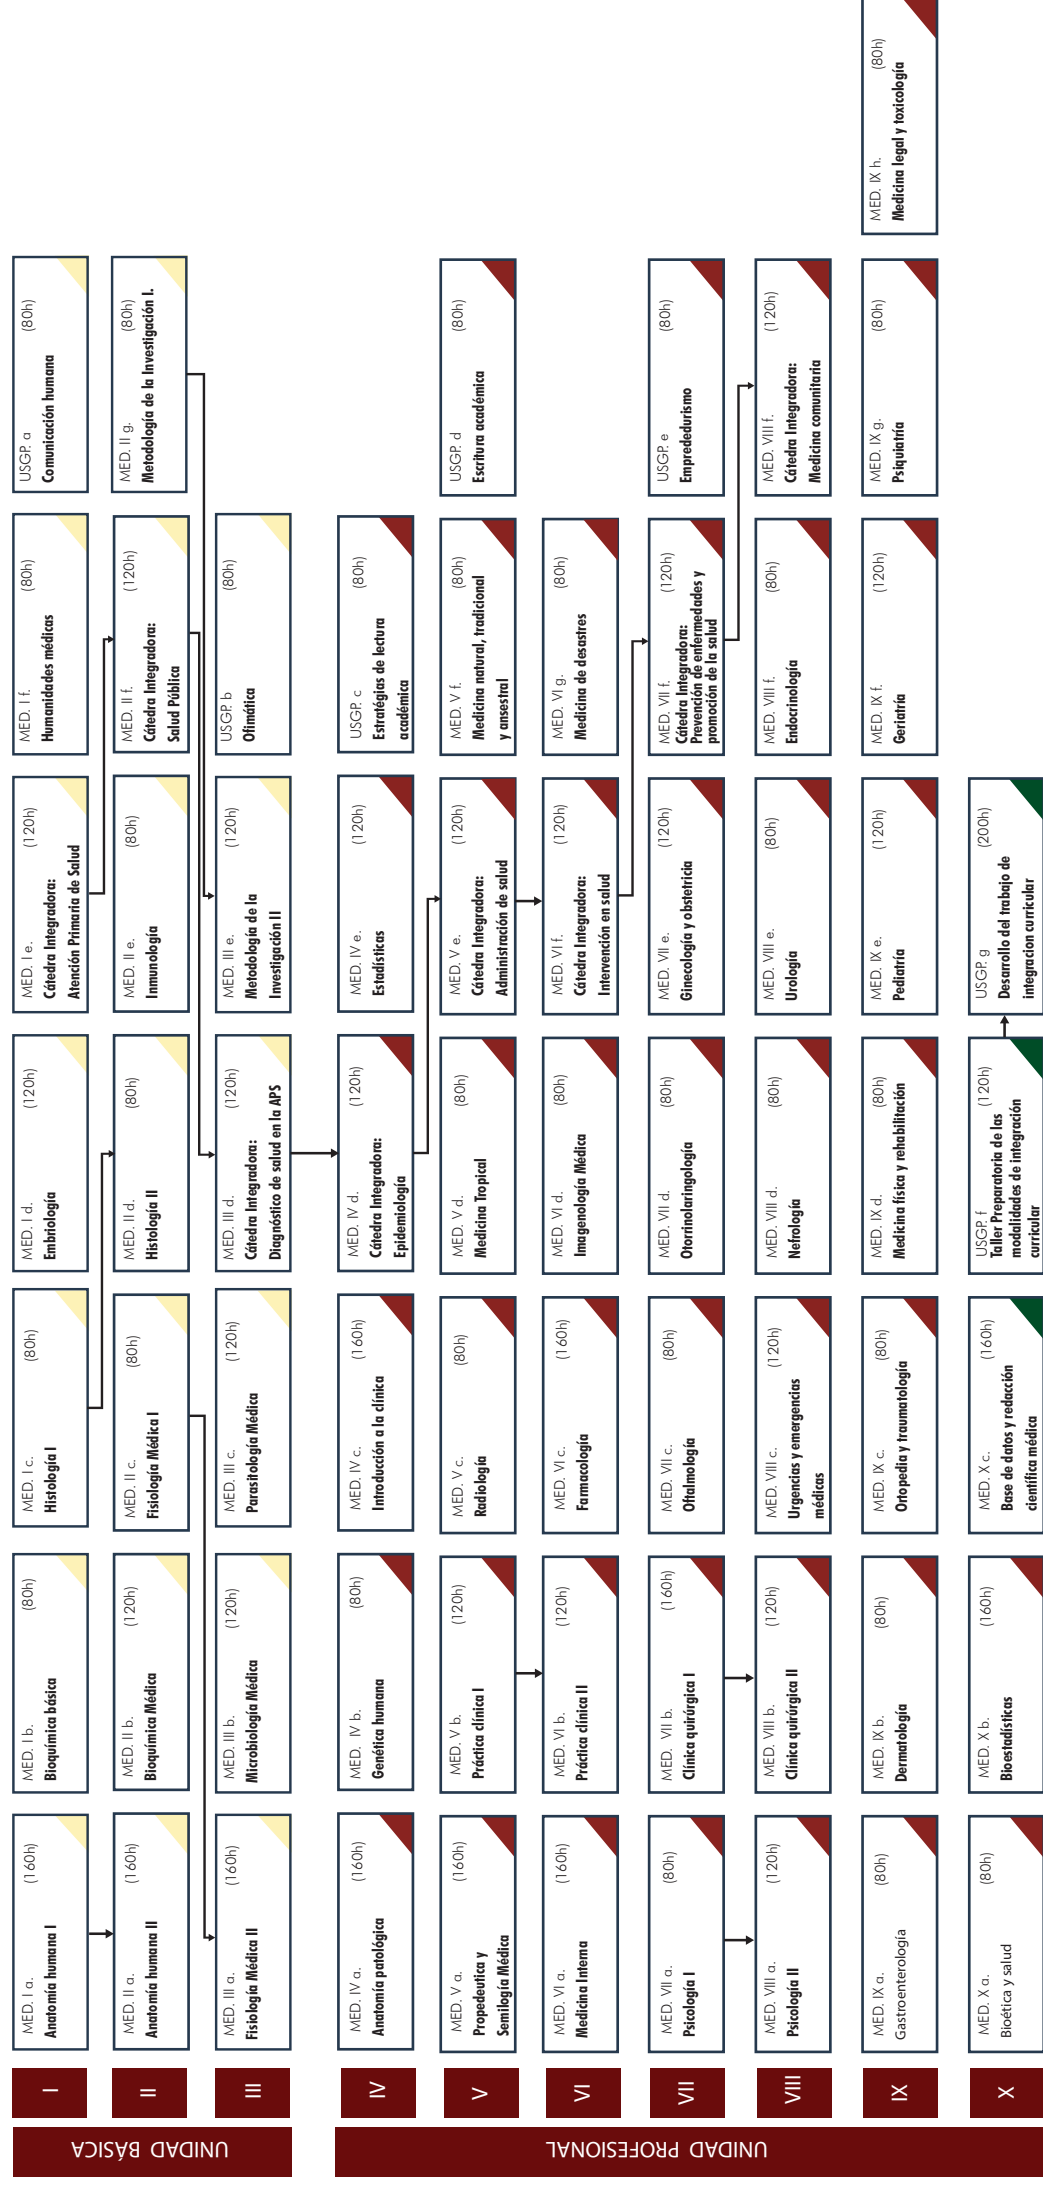 UNIDAD BÁSICA
I
MED. I a.
(160h)
Anatomía humana I
MED. I b.
(80h)
Bioquímica básica
MED. I c.
(80h)
Histología I
MED. I d.
(120h)
Embriología
MED. I e.
(120h)
Cátedra Integradora:
Atención Primaria de Salud
MED. I f.
(80h)
Humanidades médicas
USGP. a
(80h)
Comunicación humana
II
MED. II a.
(160h)
Anatomía humana II
MED. II b.
(120h)
Bioquímica Médica
MED. II c.
(80h)
Fisiología Médica I
MED. II d.
(80h)
Histología II
MED. II e.
(80h)
Inmunología
MED. II f.
(120h)
Cátedra Integradora:
Salud Pública
MED. II g.
(80h)
Metodología de la Investigación I.
III
MED. III a.
(160h)
Fisiología Médica II
MED. III b.
(120h)
Microbiología Médica
MED. III c.
(120h)
Parasitología Médica
MED. III d.
(120h)
Cátedra Integradora:
Diagnóstico de salud en la APS
MED. III e.
(120h)
Metodología de la
Investigación II
USGP. b
(80h)
Ofimática
UNIDAD PROFESIONAL
IV
MED. IV a.
(160h)
Anatomía patológica
MED. IV b.
(80h)
Genética humana
MED. IV c.
(160h)
Introducción a la clínica
MED. IV d.
(120h)
Cátedra Integradora:
Epidemiología
MED. IV e.
(120h)
Estadísticas
USGP. c
(80h)
Estratégias de lectura
académica
V
MED. V a.
(160h)
Propedeutica y
Semilogía Médica
MED. V b.
(120h)
Práctica clínica I
MED. V c.
(80h)
Radiología
MED. V d.
(80h)
Medicina Tropical
MED. V e.
(120h)
Cátedra Integradora:
Administración de salud
MED. V f.
(80h)
Medicina natural, tradicional
y ansestral
USGP. d
(80h)
Escritura académica
VI
MED. VI a.
(160h)
Medicina Interna
MED. VI b.
(120h)
Práctica clínica II
MED. VI c.
(160h)
Farmacología
MED. VI d.
(80h)
Imagenología Médica
MED. VI f.
(120h)
Cátedra Integradora:
Intervención en salud
MED. VI g.
(80h)
Medicina de desastres
VII
MED. VII a.
(80h)
Psicología I
MED. VII b.
(160h)
Clínica quirúrgica I
MED. VII c.
(80h)
Oftalmología
MED. VII d.
(80h)
Otorrinolaringología
MED. VII e.
(120h)
Ginecología y obstetricia
MED. VII f.
(120h)
Cátedra Integradora:
Prevención de enfermedades y
promoción de la salud
USGP. e
(80h)
Emprededurismo
VIII
MED. VIII a.
(120h)
Psicología II
MED. VIII b.
(120h)
Clínica quirúrgica II
MED. VIII c.
(120h)
Urgencias y emergencias
médicas
MED. VIII d.
(80h)
Nefrología
MED. VIII e.
(80h)
Urología
MED. VIII f.
(80h)
Endocrinología
MED. VIII f.
(120h)
Cátedra Integradora:
Medicina comunitaria
IX
MED. IX a.
(80h)
Gastroenterología
MED. IX b.
(80h)
Dermatología
MED. IX c.
(80h)
Ortopedia y traumatología
MED. IX d.
(80h)
Medicina física y rehabilitación
MED. IX e.
(120h)
Pediatría
MED. IX f.
(120h)
Geriatría
MED. IX g.
(80h)
Psiquiatría
MED. IX h.
(80h)
Medicina legal y toxicología
X
MED. X a.
(80h)
Bioética y salud
MED. X b.
(160h)
Bioestadísticas
MED. X c.
(160h)
Base de datos y redacción
científica médica
USGP. f
(120h)
Taller Preparatoria de las
modalidades de integración
curricular
USGP. g
(200h)
Desarrollo del trabajo de
integracion curricular